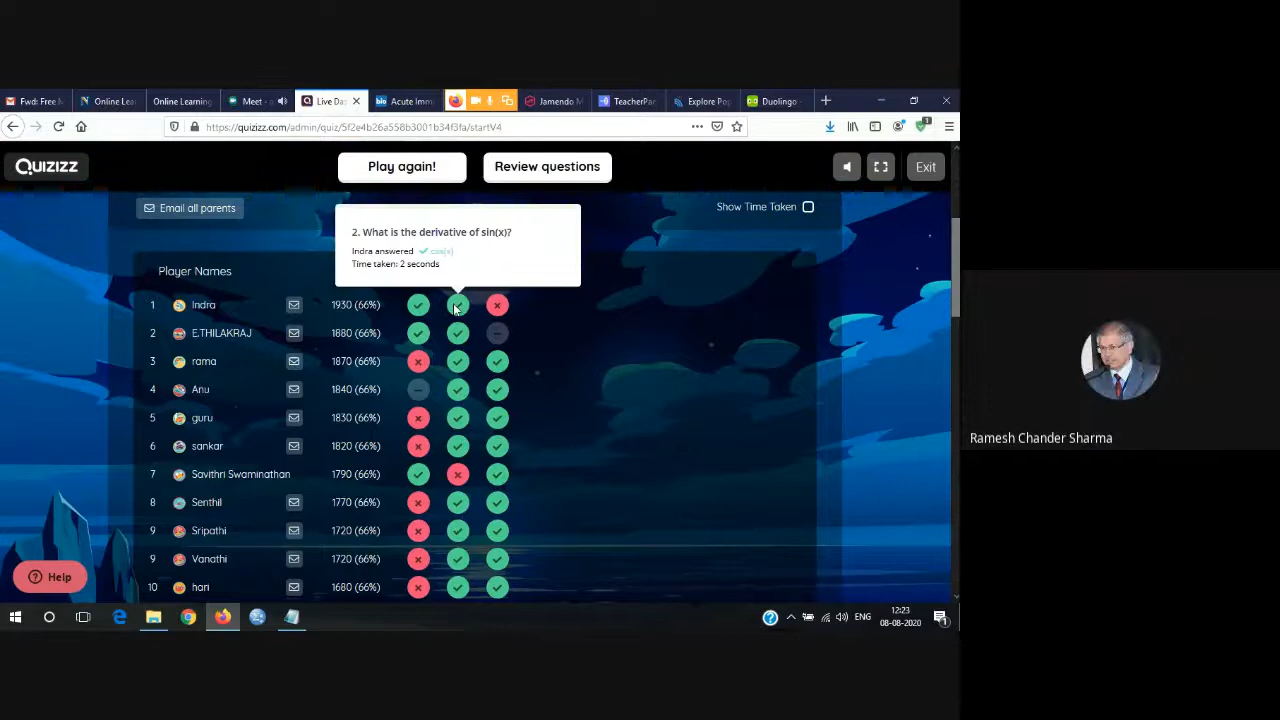 Fwd: Free M
Online Lea
Online Learning
Meet - a
Live Das
bio
Acute Imm
Jamendo M
TeacherPar
Explore Pop
Duolingo -
https://quizizz.com/admin/quiz/5f2e4b26a558b3001b34f3fa/startV4
QUIZIZZ
Play again!
Review questions
Exit
Email all parents
Show Time Taken
2. What is the derivative of sin(x)?
Indra answered cos(x)
Time taken: 2 seconds
Player Names
1 Indra 1930 (66%)
2 E.THILAKRAJ 1880 (66%)
3 rama 1870 (66%)
4 Anu 1840 (66%)
5 guru 1830 (66%)
6 sankar 1820 (66%)
7 Savithri Swaminathan 1790 (66%)
8 Senthil 1770 (66%)
9 Sripathi 1720 (66%)
9 Vanathi 1720 (66%)
10 hari 1680 (66%)
Help
ENG
12:23
08-08-2020
Ramesh Chander Sharma